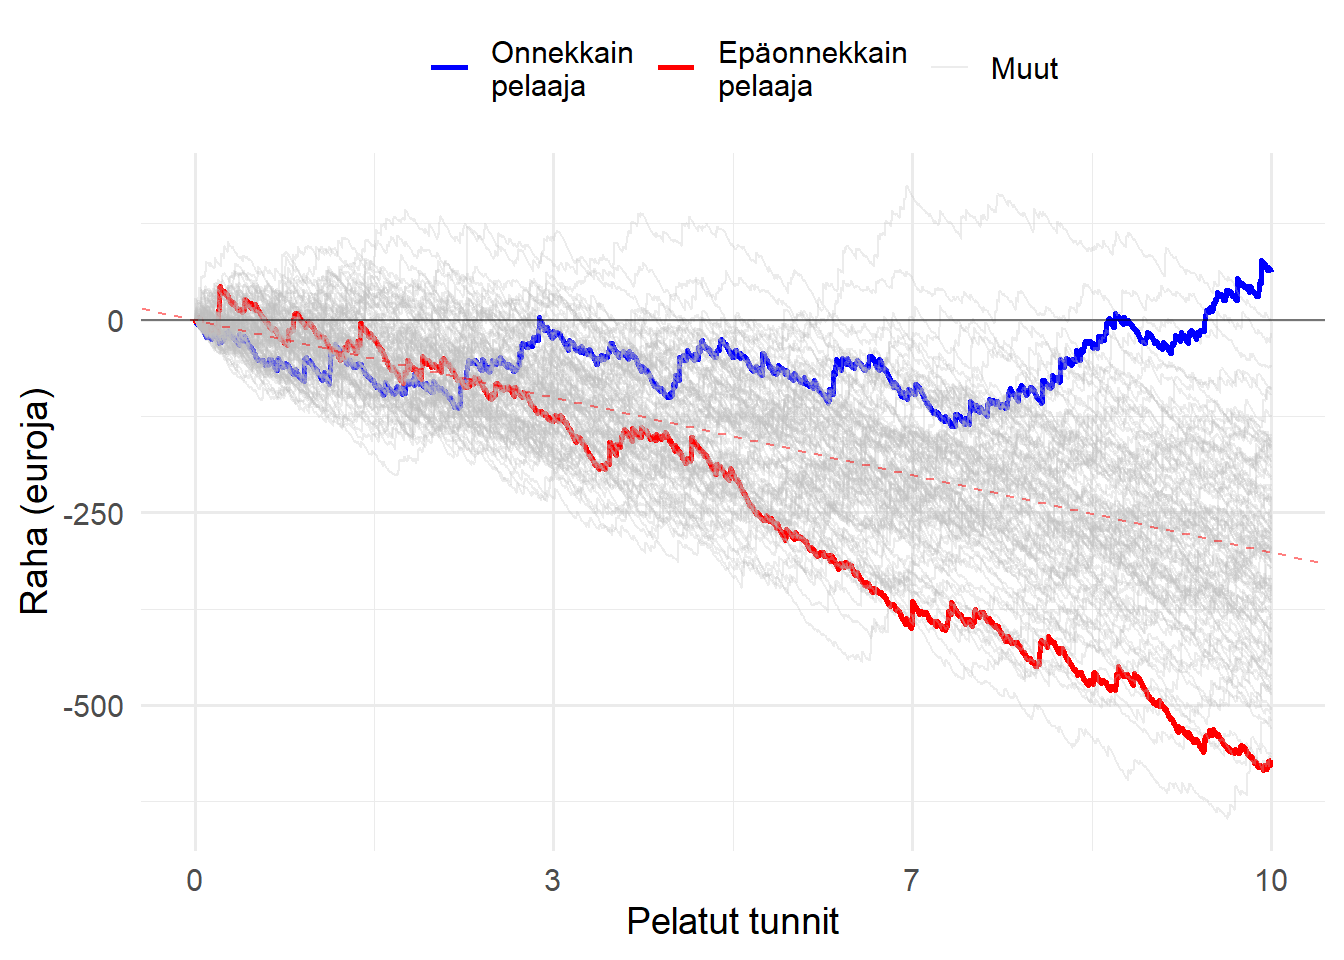 Onnekkain
pelaaja
Epäonnekkain
pelaaja
Muut
Raha (euroja)
0
-250
-500
0
3
7
10
Pelatut tunnit